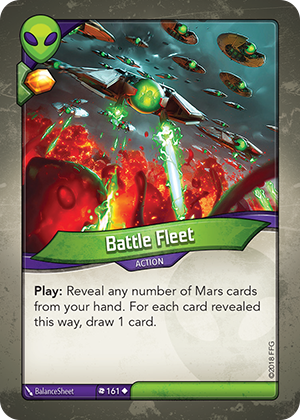 Battle Fleet
ACTION
Play: Reveal any number of Mars cards
from your hand. For each card revealed
this way, draw 1 card.
BalanceSheet
161
©2018 FFG